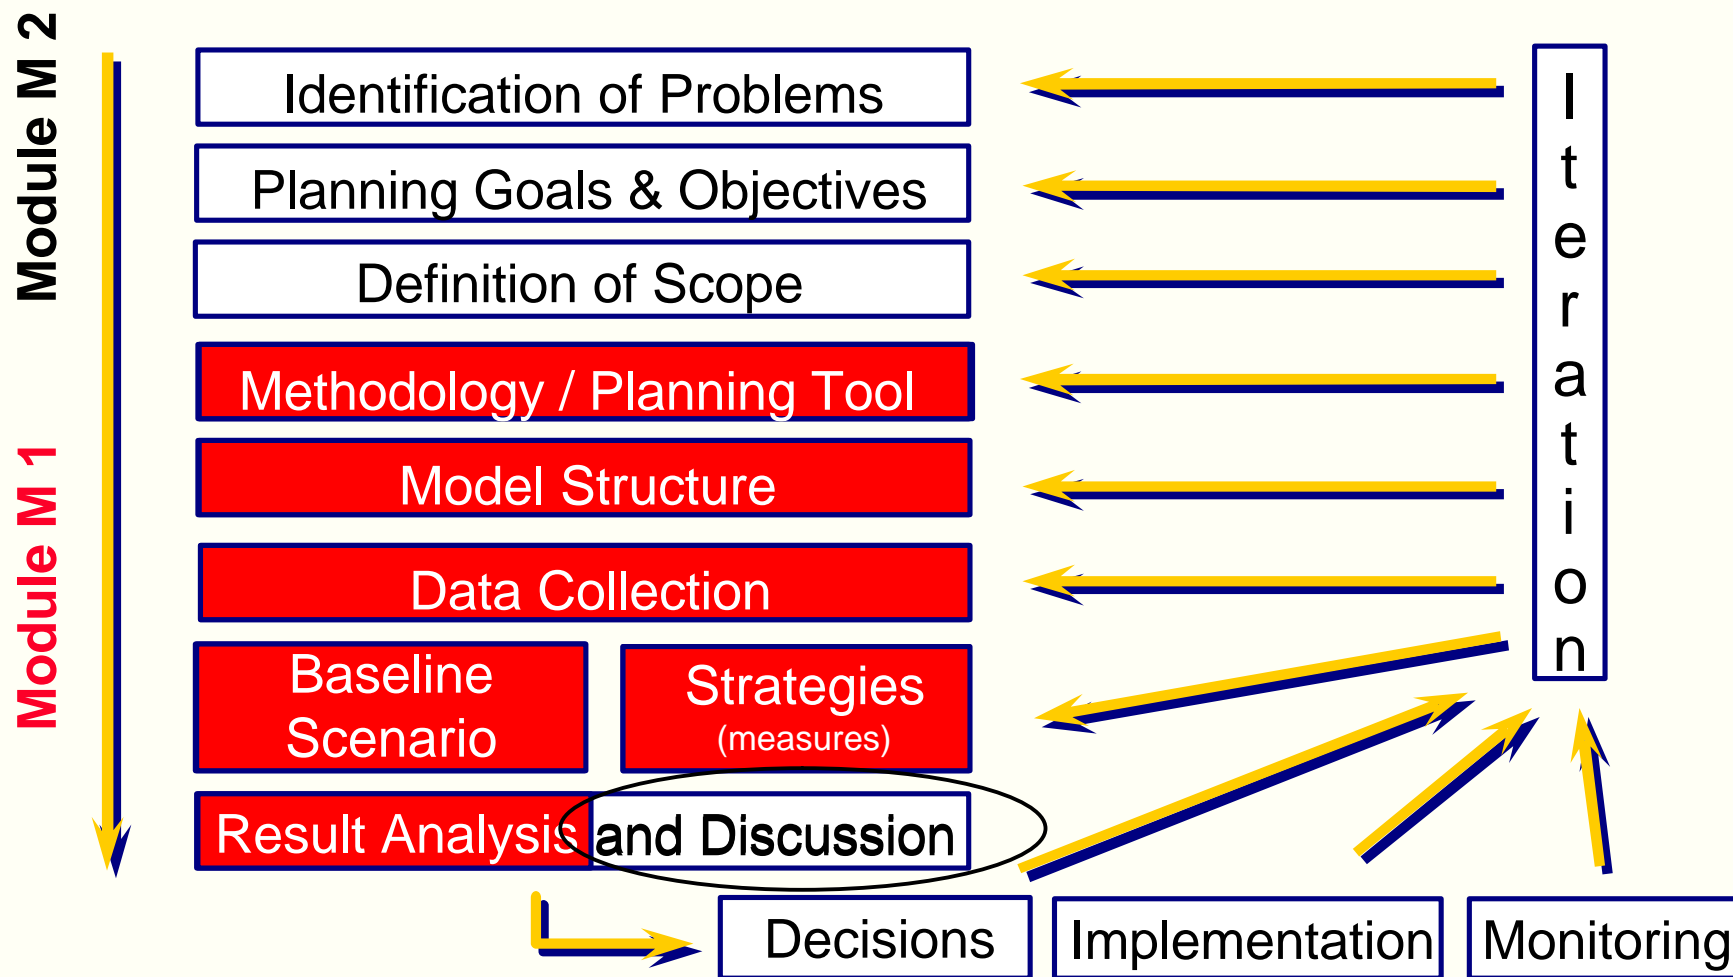 Module M 2
Module M 1
Identification of Problems
Planning Goals & Objectives
Definition of Scope
Methodology / Planning Tool
Model Structure
Data Collection
Baseline
Scenario
Strategies
(measures)
Result Analysis and Discussion
Decisions
Implementation
Monitoring
Iteration